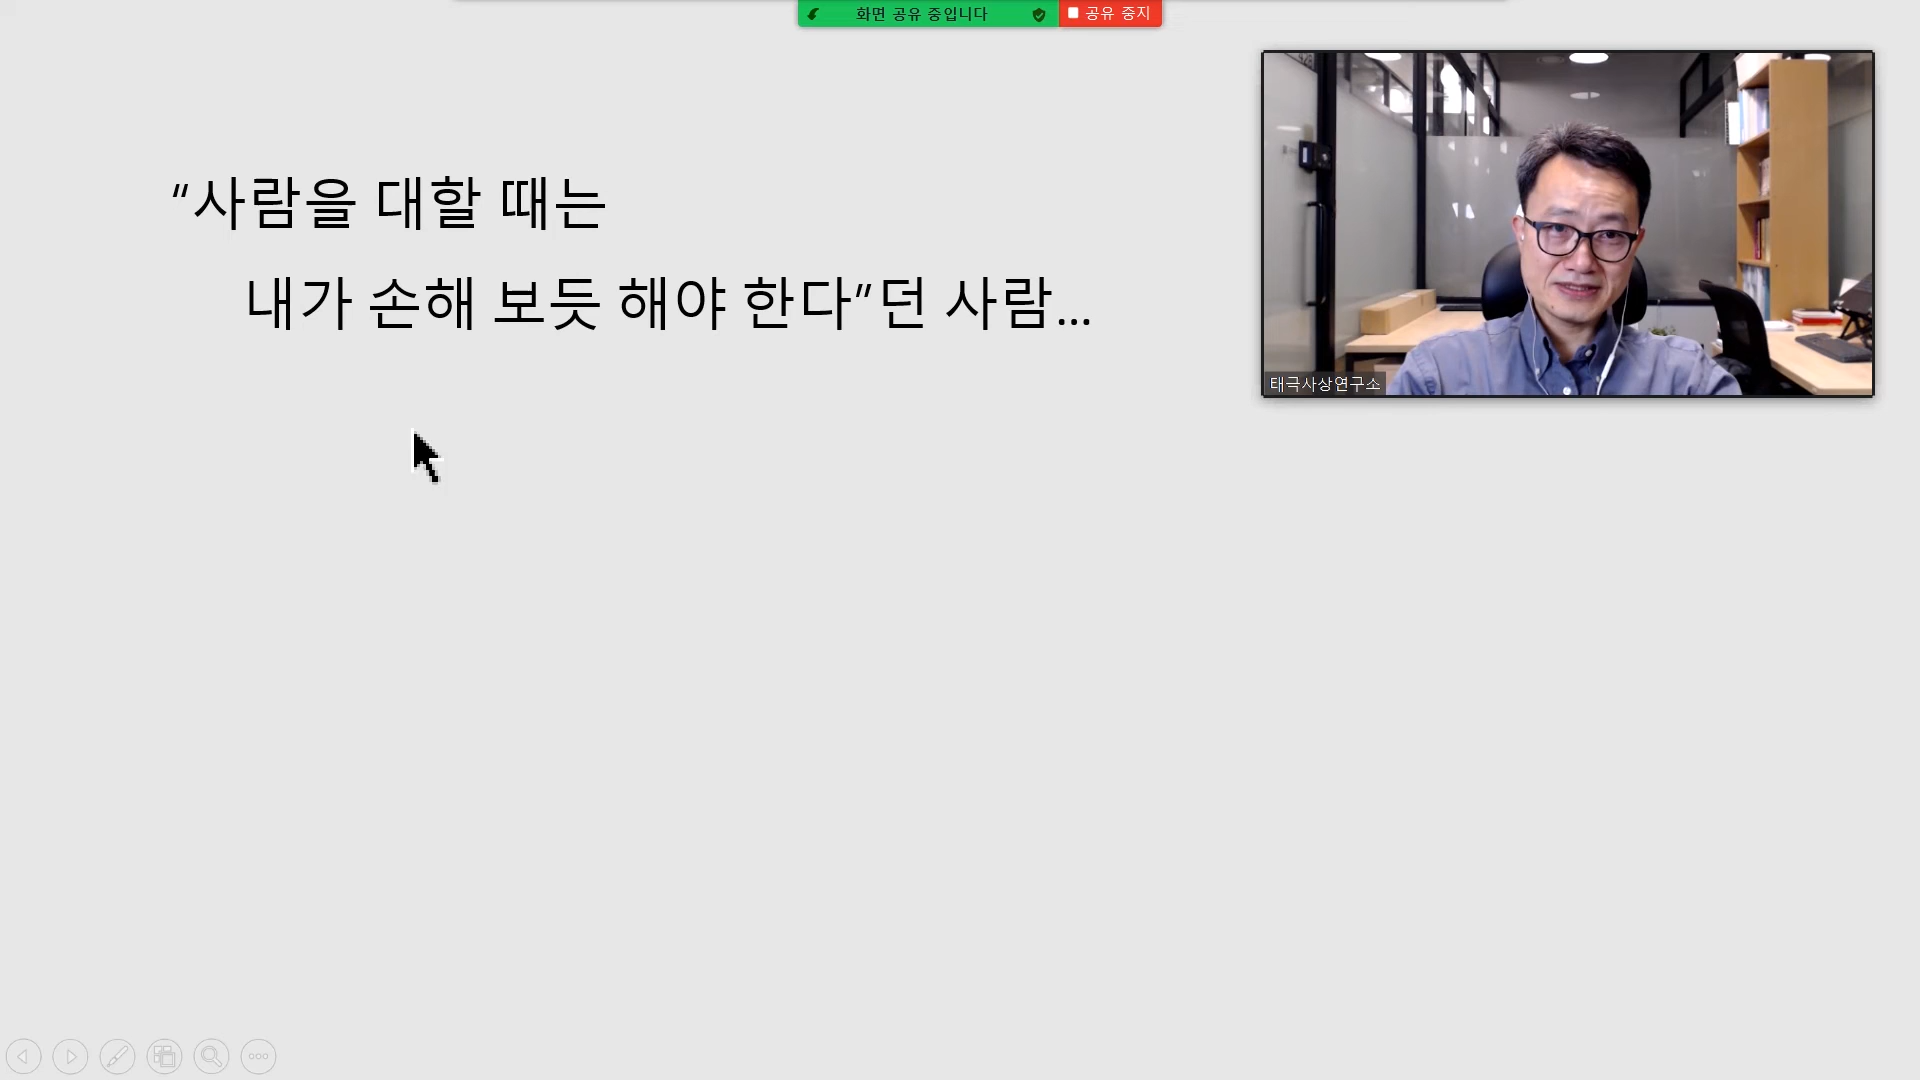 화면 공유 중입니다 공유 중지
“사람을 대할 때는
내가 손해 보듯 해야 한다”던 사람...
태극사상연구소